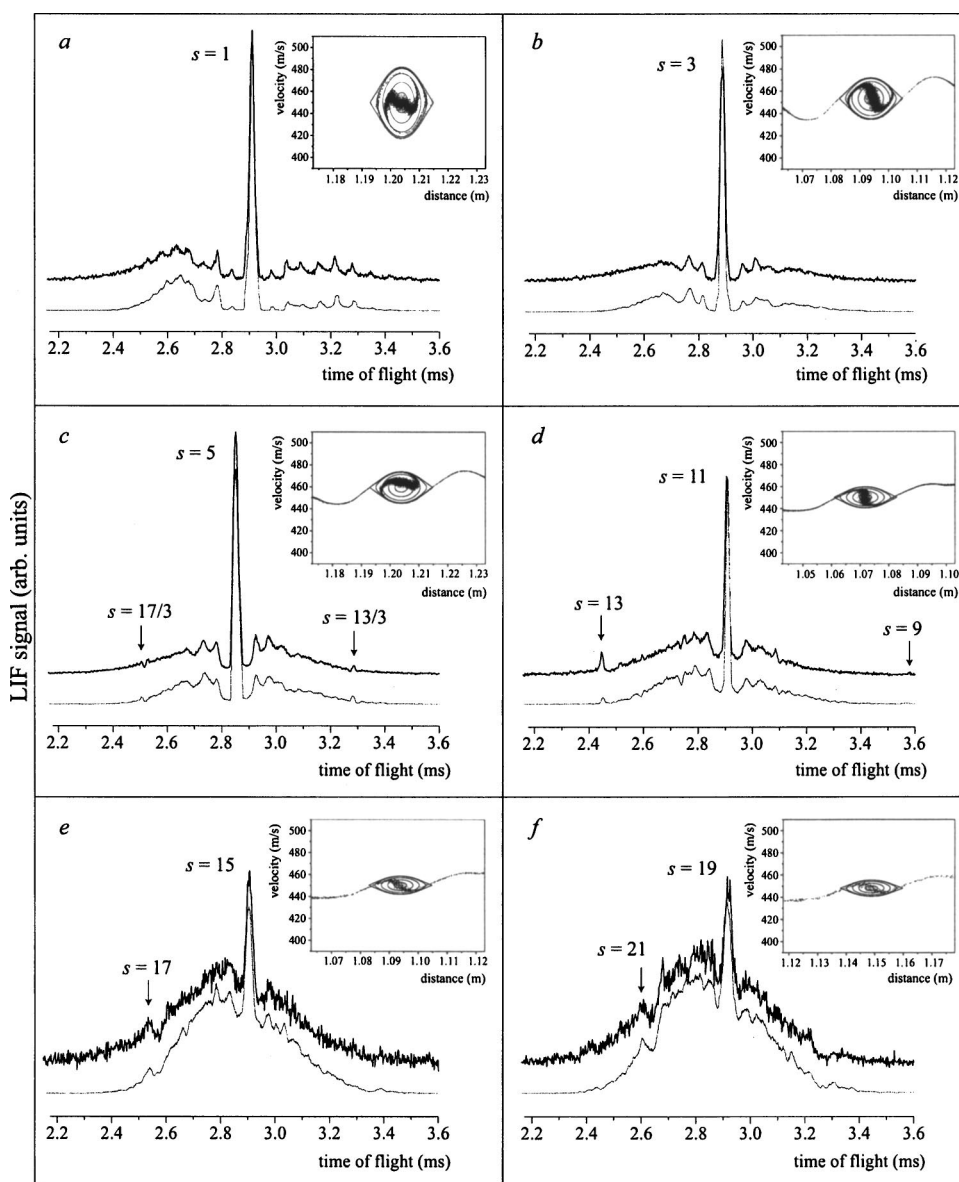 LIF signal (arb. units)
a
s = 1
velocity (m/s)
500
480
460
440
420
400
1.18 1.19 1.20 1.21 1.22 1.23
distance (m)
2.2 2.4 2.6 2.8 3.0 3.2 3.4 3.6
time of flight (ms)
b
s = 3
velocity (m/s)
500
480
460
440
420
400
1.07 1.08 1.09 1.10 1.11 1.12
distance (m)
2.2 2.4 2.6 2.8 3.0 3.2 3.4 3.6
time of flight (ms)
c
s = 5
s = 17/3
s = 13/3
velocity (m/s)
500
480
460
440
420
400
1.18 1.19 1.20 1.21 1.22 1.23
distance (m)
2.2 2.4 2.6 2.8 3.0 3.2 3.4 3.6
time of flight (ms)
d
s = 11
s = 13
s = 9
velocity (m/s)
500
480
460
440
420
400
1.05 1.06 1.07 1.08 1.09 1.10
distance (m)
2.2 2.4 2.6 2.8 3.0 3.2 3.4 3.6
time of flight (ms)
e
s = 15
s = 17
velocity (m/s)
500
480
460
440
420
400
1.07 1.08 1.09 1.10 1.11 1.12
distance (m)
2.2 2.4 2.6 2.8 3.0 3.2 3.4 3.6
time of flight (ms)
f
s = 19
s = 21
velocity (m/s)
500
480
460
440
420
400
1.12 1.13 1.14 1.15 1.16 1.17
distance (m)
2.2 2.4 2.6 2.8 3.0 3.2 3.4 3.6
time of flight (ms)